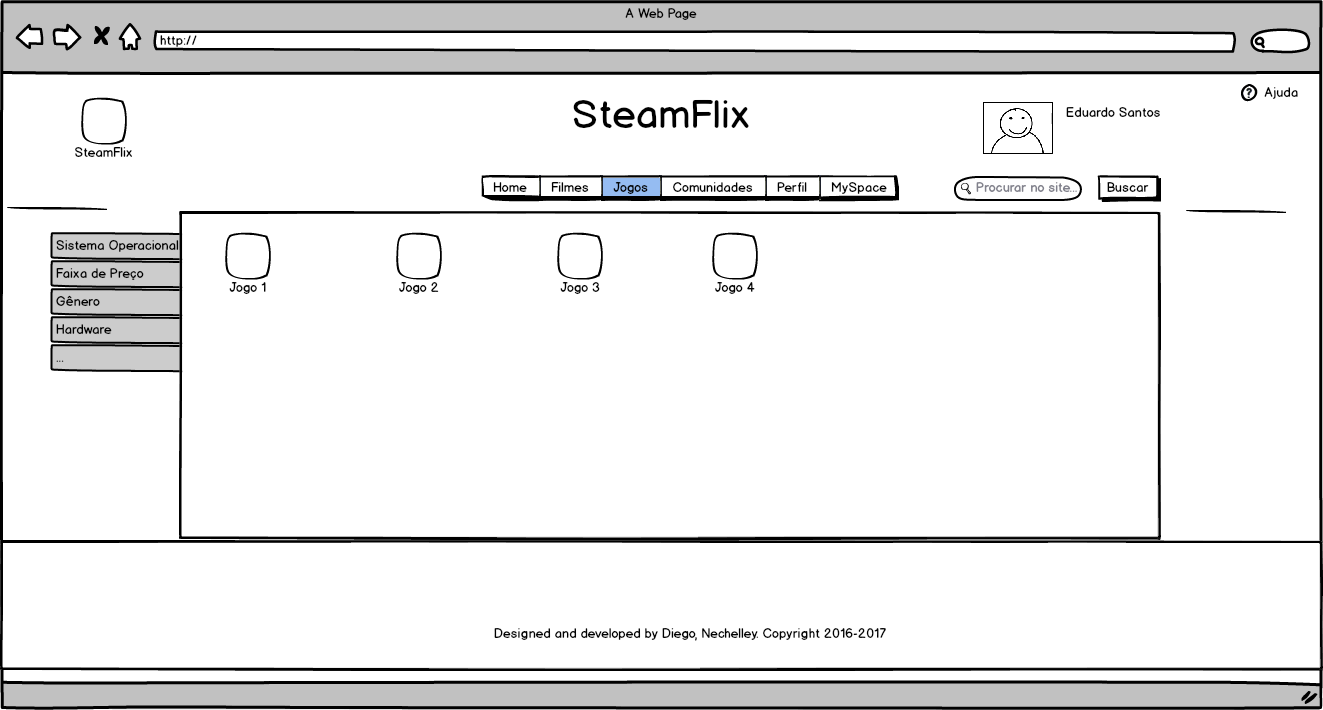 A Web Page
http://
Ajuda
SteamFlix
Eduardo Santos
SteamFlix
Home Filmes Jogos Comunidades Perfil MySpace
Procurar no site...
Buscar
Sistema Operacional
Faixa de Preço
Gênero
Hardware
...
Jogo 1 Jogo 2 Jogo 3 Jogo 4
Designed and developed by Diego, Nechelley. Copyright 2016-2017